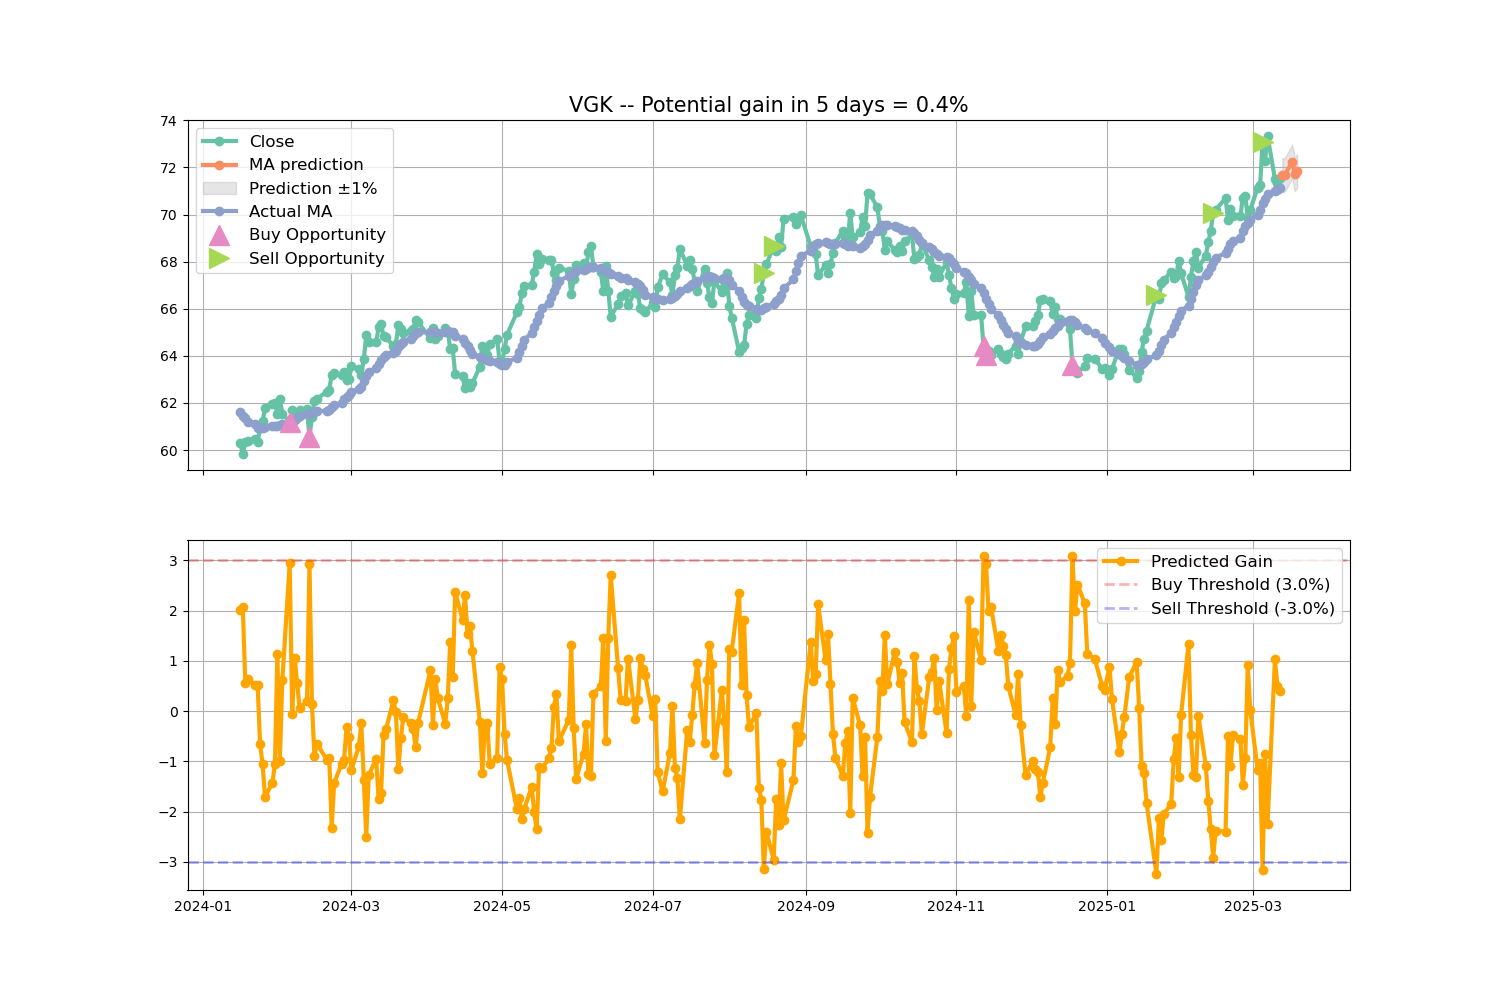 VGK -- Potential gain in 5 days = 0.4%
74
72
70
68
66
64
62
60
Close
MA prediction
Prediction ±1%
Actual MA
Buy Opportunity
Sell Opportunity
3
2
1
0
−1
−2
−3
Predicted Gain
Buy Threshold (3.0%)
Sell Threshold (-3.0%)
2024-01
2024-03
2024-05
2024-07
2024-09
2024-11
2025-01
2025-03